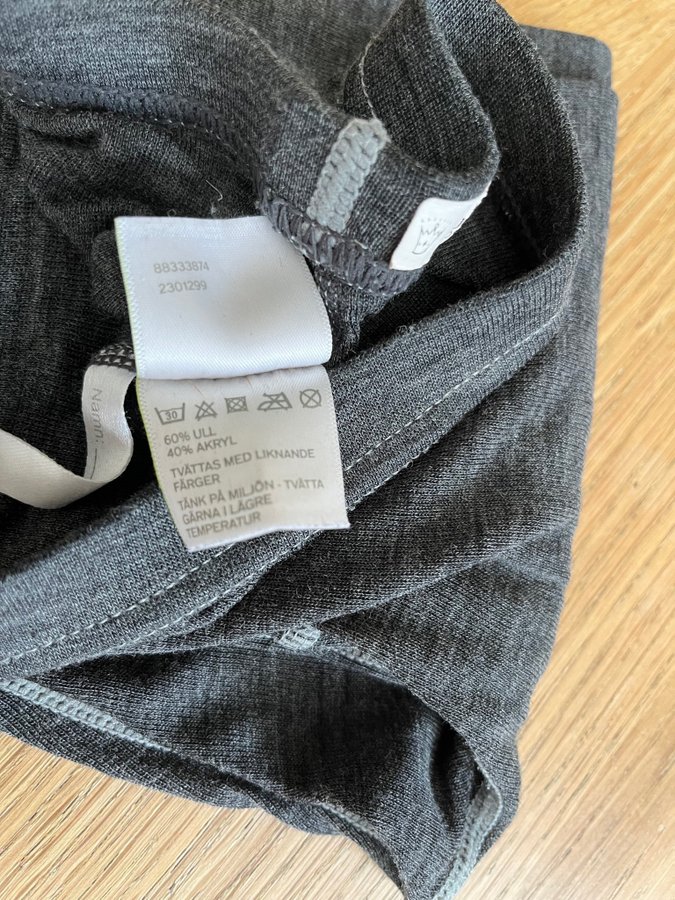 88333874
2301299
30
60% ULL
40% AKRYL
TVÄTTAS MED LIKNANDE
FÄRGER
TÄNK PÅ MILJÖN - TVÄTTA
GÄRNA I LÄGRE
TEMPERATUR